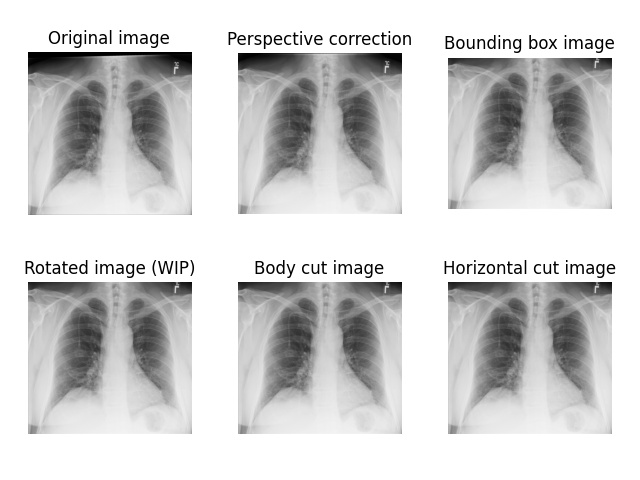 Original image
Perspective correction
Bounding box image
Rotated image (WIP)
Body cut image
Horizontal cut image